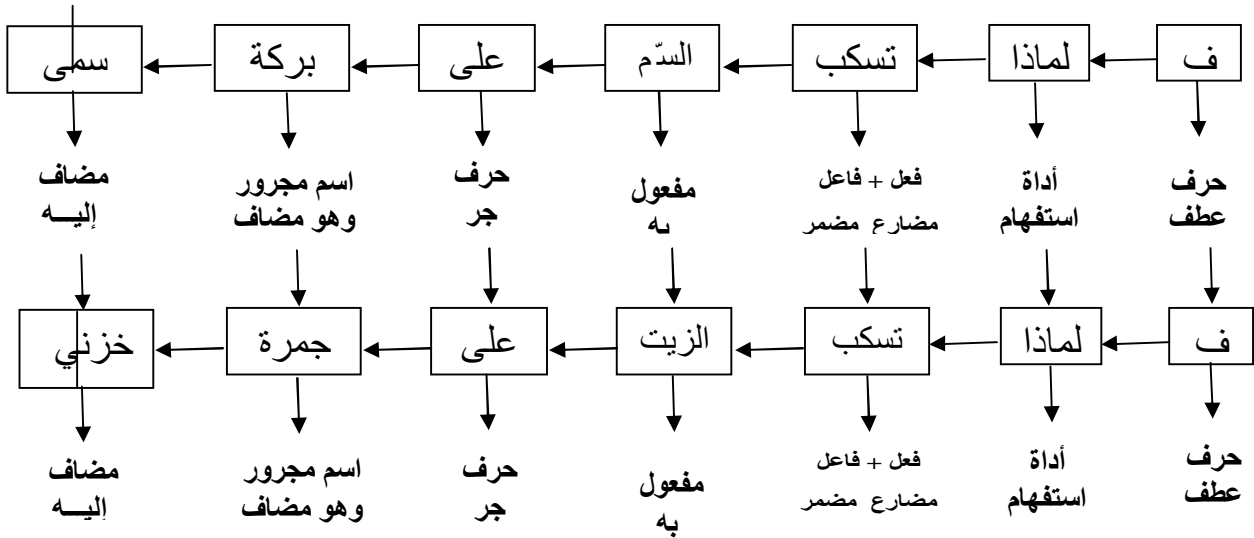 ف لماذا تسكب السّم على بركة سمى
حرف أداة فعل + فاعل مفعول حرف اسم مجرور مضاف
عطف استفهام مضارع مضمر به جر وهو مضاف إليــه
ف لماذا تسكب الزيت على جمرة خزني
حرف أداة فعل + فاعل مفعول حرف اسم مجرور مضاف
عطف استفهام مضارع مضمر به جر وهو مضاف إليــه